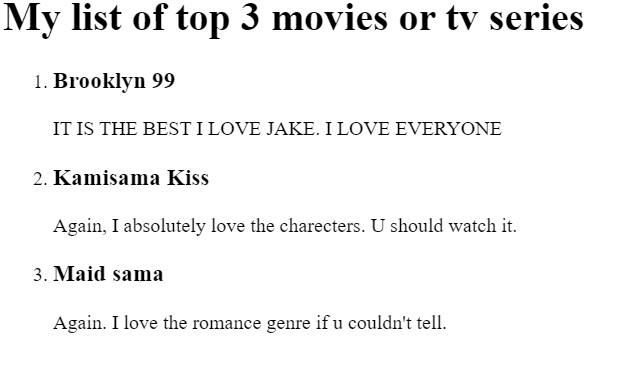 My list of top 3 movies or tv series
1. Brooklyn 99
IT IS THE BEST I LOVE JAKE. I LOVE EVERYONE
2. Kamisama Kiss
Again, I absolutely love the charecters. U should watch it.
3. Maid sama
Again. I love the romance genre if u couldn't tell.